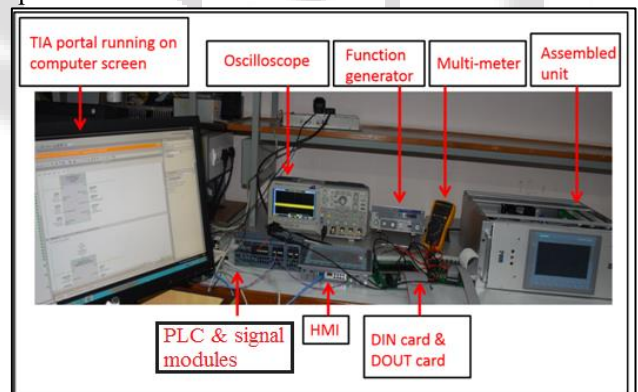 TIA portal running on
computer screen
Oscilloscope
Function
generator
Multi-meter
Assembled
unit
PLC & signal
modules
HMI
DIN card &
DOUT card